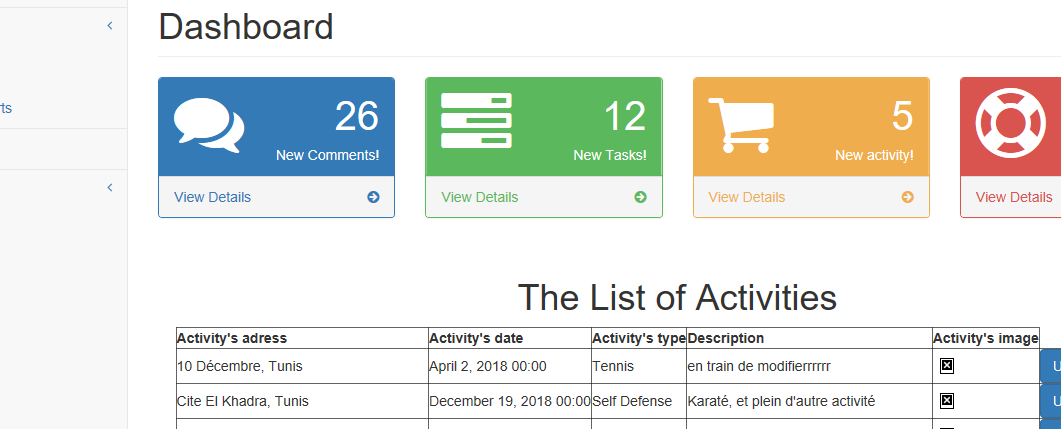 Dashboard
rts
26
New Comments!
View Details
12
New Tasks!
View Details
5
New activity!
View Details
View Details
The List of Activities
Activity's adress Activity's date Activity's type Description Activity's image
10 Décembre, Tunis April 2, 2018 00:00 Tennis en train de modifierrrrrr U
Cite El Khadra, Tunis December 19, 2018 00:00 Self Defense Karaté, et plein d'autre activité U